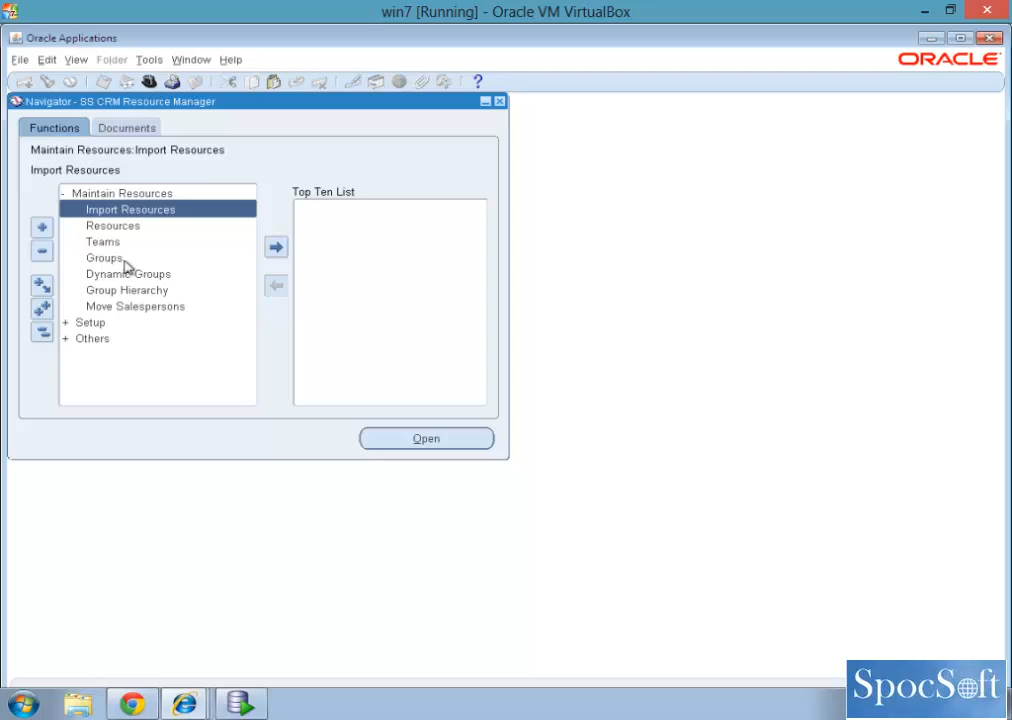 win7 [Running] - Oracle VM VirtualBox
Oracle Applications
File Edit View Folder Tools Window Help
ORACLE
Navigator - SS CRM Resource Manager
Functions Documents
Maintain Resources:Import Resources
Import Resources
Top Ten List
- Maintain Resources
Import Resources
Resources
Teams
Groups
Dynamic Groups
Group Hierarchy
Move Salespersons
+ Setup
+ Others
Open
SpocSoft